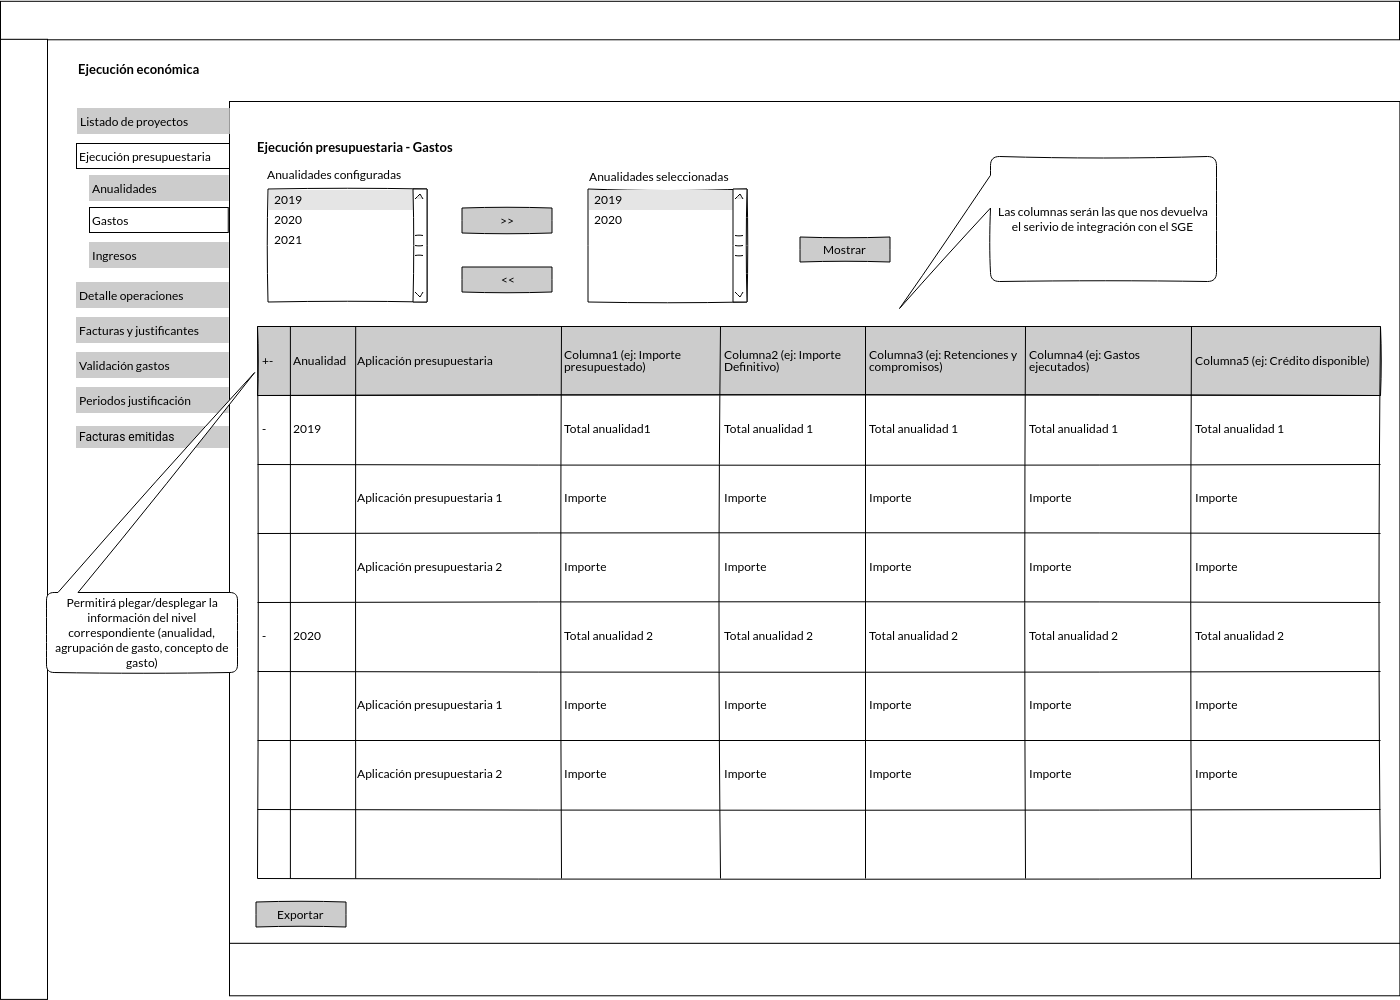 Ejecución económica
Listado de proyectos
Ejecución presupuestaria
Anualidades
Gastos
Ingresos
Detalle operaciones
Facturas y justificantes
Validación gastos
Periodos justificación
Facturas emitidas
Permitirá plegar/desplegar la
información del nivel
correspondiente (anualidad,
agrupación de gasto, concepto de
gasto)
Ejecución presupuestaria - Gastos
Anualidades configuradas
2019
2020
2021
>>
<<
Anualidades seleccionadas
2019
2020
Mostrar
Las columnas serán las que nos devuelva
el serivio de integración con el SGE
+- Anualidad Aplicación presupuestaria Columna1 (ej: Importe presupuestado) Columna2 (ej: Importe Definitivo) Columna3 (ej: Retenciones y compromisos) Columna4 (ej: Gastos ejecutados) Columna5 (ej: Crédito disponible)
- 2019 Total anualidad1 Total anualidad 1 Total anualidad 1 Total anualidad 1 Total anualidad 1
Aplicación presupuestaria 1 Importe Importe Importe Importe Importe
Aplicación presupuestaria 2 Importe Importe Importe Importe Importe
- 2020 Total anualidad 2 Total anualidad 2 Total anualidad 2 Total anualidad 2 Total anualidad 2
Aplicación presupuestaria 1 Importe Importe Importe Importe Importe
Aplicación presupuestaria 2 Importe Importe Importe Importe Importe
Exportar